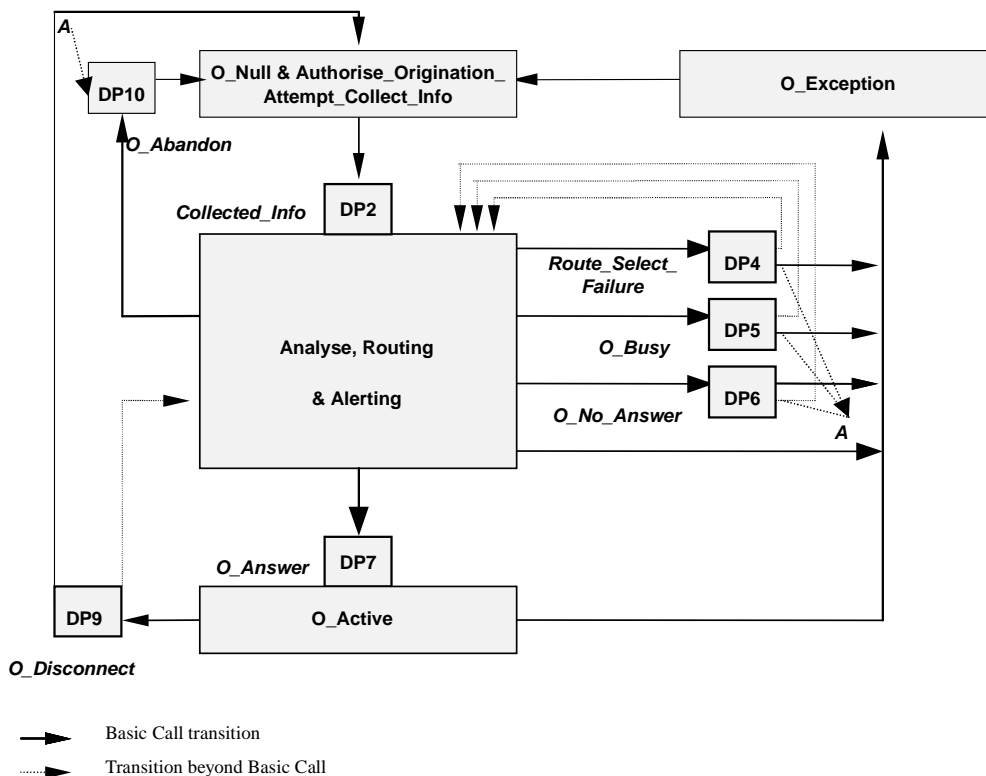 A
O_Null & Authorise_Origination_
Attempt_Collect_Info
O_Exception
DP10
O_Abandon
Collected_Info
DP2
Route_Select_
Failure
DP4
Analyse, Routing
& Alerting
O_Busy
DP5
O_No_Answer
DP6
A
O_Answer
DP7
DP9
O_Active
O_Disconnect
Basic Call transition
Transition beyond Basic Call